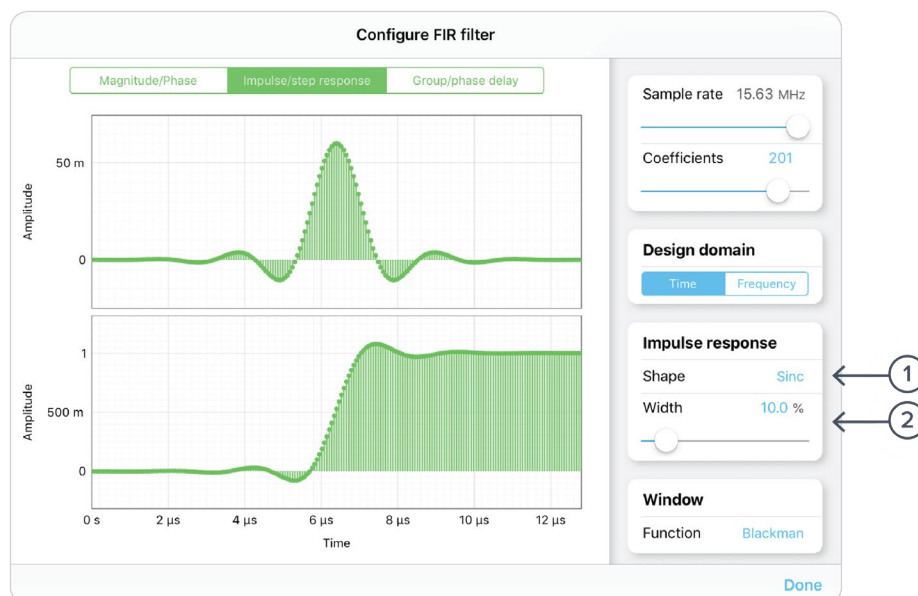 Configure FIR filter
Magnitude/Phase
Impulse/step response
Group/phase delay
Amplitude
50 m
0
Amplitude
1
500 m
0
0 s
2 µs
4 µs
6 µs
8 µs
10 µs
12 µs
Time
Sample rate 15.63 MHz
Coefficients 201
Design domain
Time
Frequency
Impulse response
Shape Sinc
1
Width 10.0 %
2
Window
Function Blackman
Done